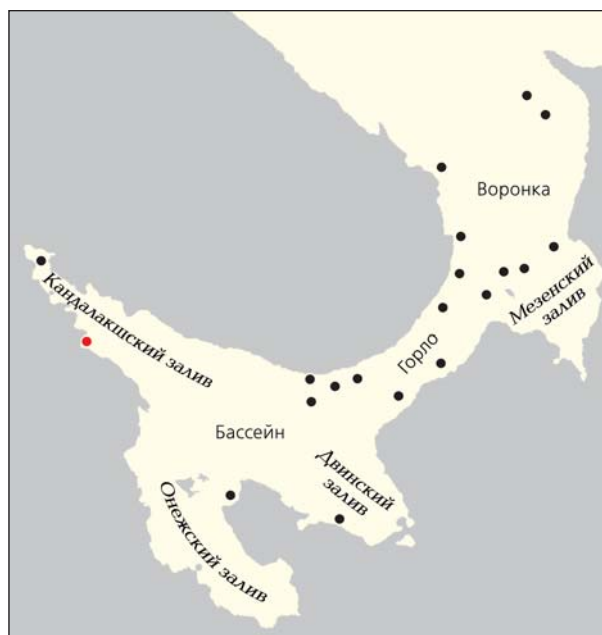 Воронка
Мезенский
залив
Кандалакшский залив
Горло
Бассейн
Двинский
залив
Онежский залив